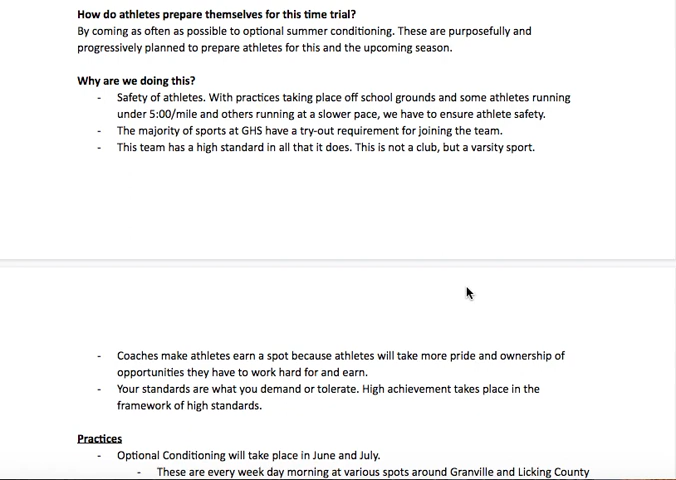 How do athletes prepare themselves for this time trial?
By coming as often as possible to optional summer conditioning. These are purposefully and
progressively planned to prepare athletes for this and the upcoming season.
Why are we doing this?
- Safety of athletes. With practices taking place off school grounds and some athletes running
under 5:00/mile and others running at a slower pace, we have to ensure athlete safety.
- The majority of sports at GHS have a try-out requirement for joining the team.
- This team has a high standard in all that it does. This is not a club, but a varsity sport.
- Coaches make athletes earn a spot because athletes will take more pride and ownership of
opportunities they have to work hard for and earn.
- Your standards are what you demand or tolerate. High achievement takes place in the
framework of high standards.
Practices
- Optional Conditioning will take place in June and July.
- These are every week day morning at various spots around Granville and Licking County